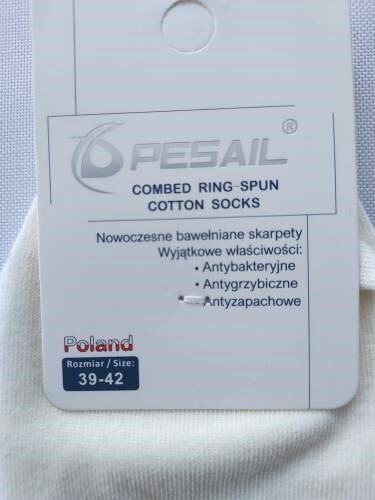 PESAIL®
COMBED RING-SPUN
COTTON SOCKS
Nowoczesne bawełniane skarpety
Wyjątkowe właściwości:
• Antybakteryjne
• Antygrzybiczne
• Antyzapachowe
Poland
Rozmiar / Size:
39-42